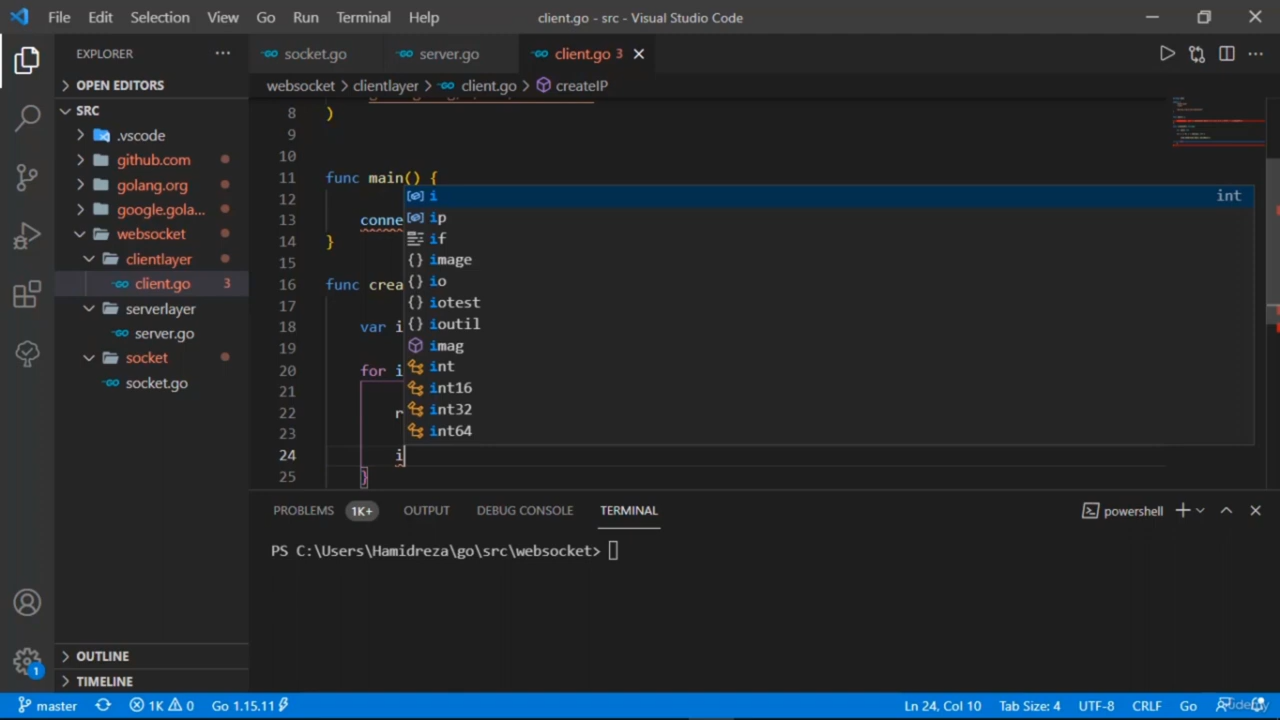 File Edit Selection View Go Run Terminal Help client.go - src - Visual Studio Code
EXPLORER
socket.go server.go client.go 3
OPEN EDITORS
websocket > clientlayer > client.go > createIP
SRC
.vscode
github.com
golang.org
google.gola...
websocket
clientlayer
client.go 3
serverlayer
server.go
socket
socket.go
OUTLINE
TIMELINE
8 )
9
10
11 func main() {
12
13 conne
14 }
15
16 func crea
17
18 var i
19
20 for i
21
22 r
23
24 i
25 }
i int
ip
if
image
io
iotest
ioutil
imag
int
int16
int32
int64
PROBLEMS 1K+ OUTPUT DEBUG CONSOLE TERMINAL powershell
PS C:\Users\Hamidreza\go\src\websocket>
1
master 1K 0 Go 1.15.11 Ln 24, Col 10 Tab Size: 4 UTF-8 CRLF Go